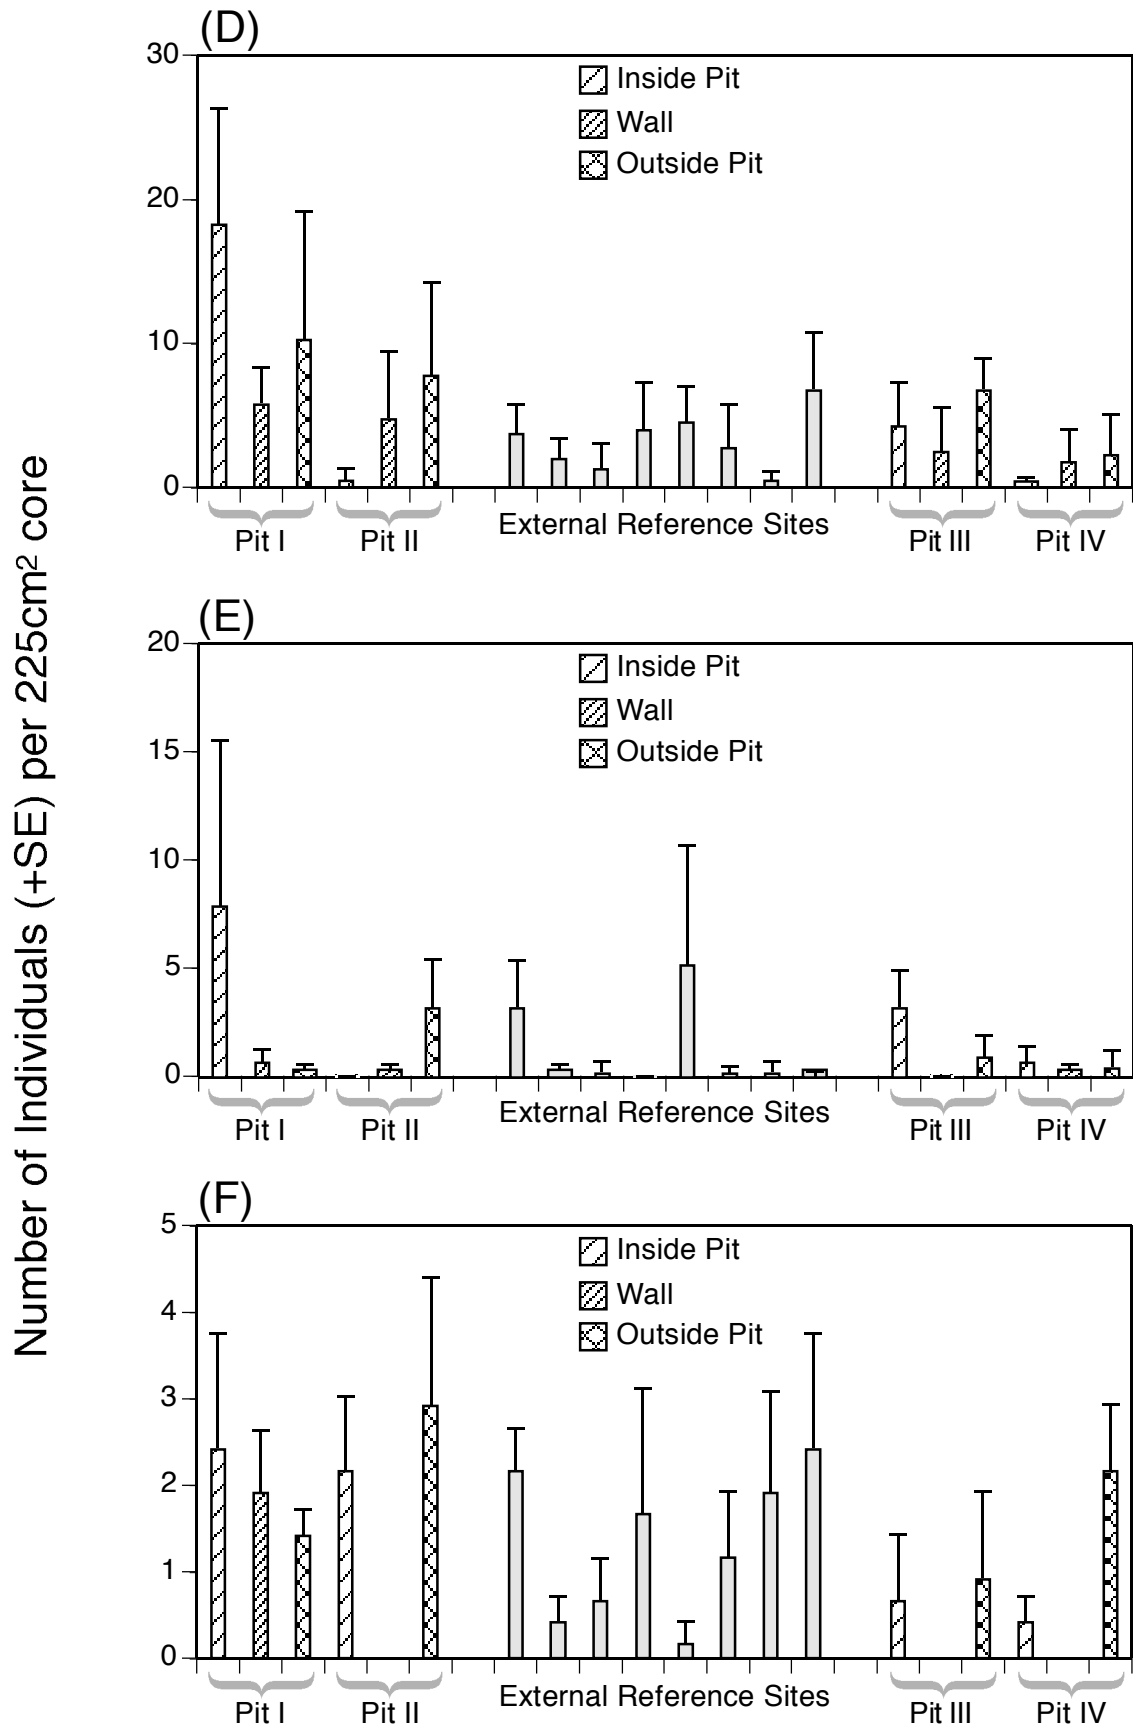 Number of Individuals (+SE) per 225cm² core
(D)
30
20
10
0
Inside Pit
Wall
Outside Pit
Pit I
Pit II
External Reference Sites
Pit III
Pit IV
(E)
20
15
10
5
0
Inside Pit
Wall
Outside Pit
Pit I
Pit II
External Reference Sites
Pit III
Pit IV
(F)
5
4
3
2
1
0
Inside Pit
Wall
Outside Pit
Pit I
Pit II
External Reference Sites
Pit III
Pit IV